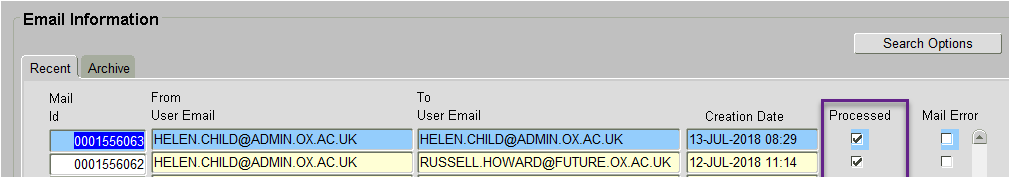 Email Information
Search Options
Recent Archive
Mail From To
Id User Email User Email Creation Date Processed Mail Error
0001556063 HELEN.CHILD@ADMIN.OX.AC.UK HELEN.CHILD@ADMIN.OX.AC.UK 13-JUL-2018 08:29
0001556062 HELEN.CHILD@ADMIN.OX.AC.UK RUSSELL.HOWARD@FUTURE.OX.AC.UK 12-JUL-2018 11:14